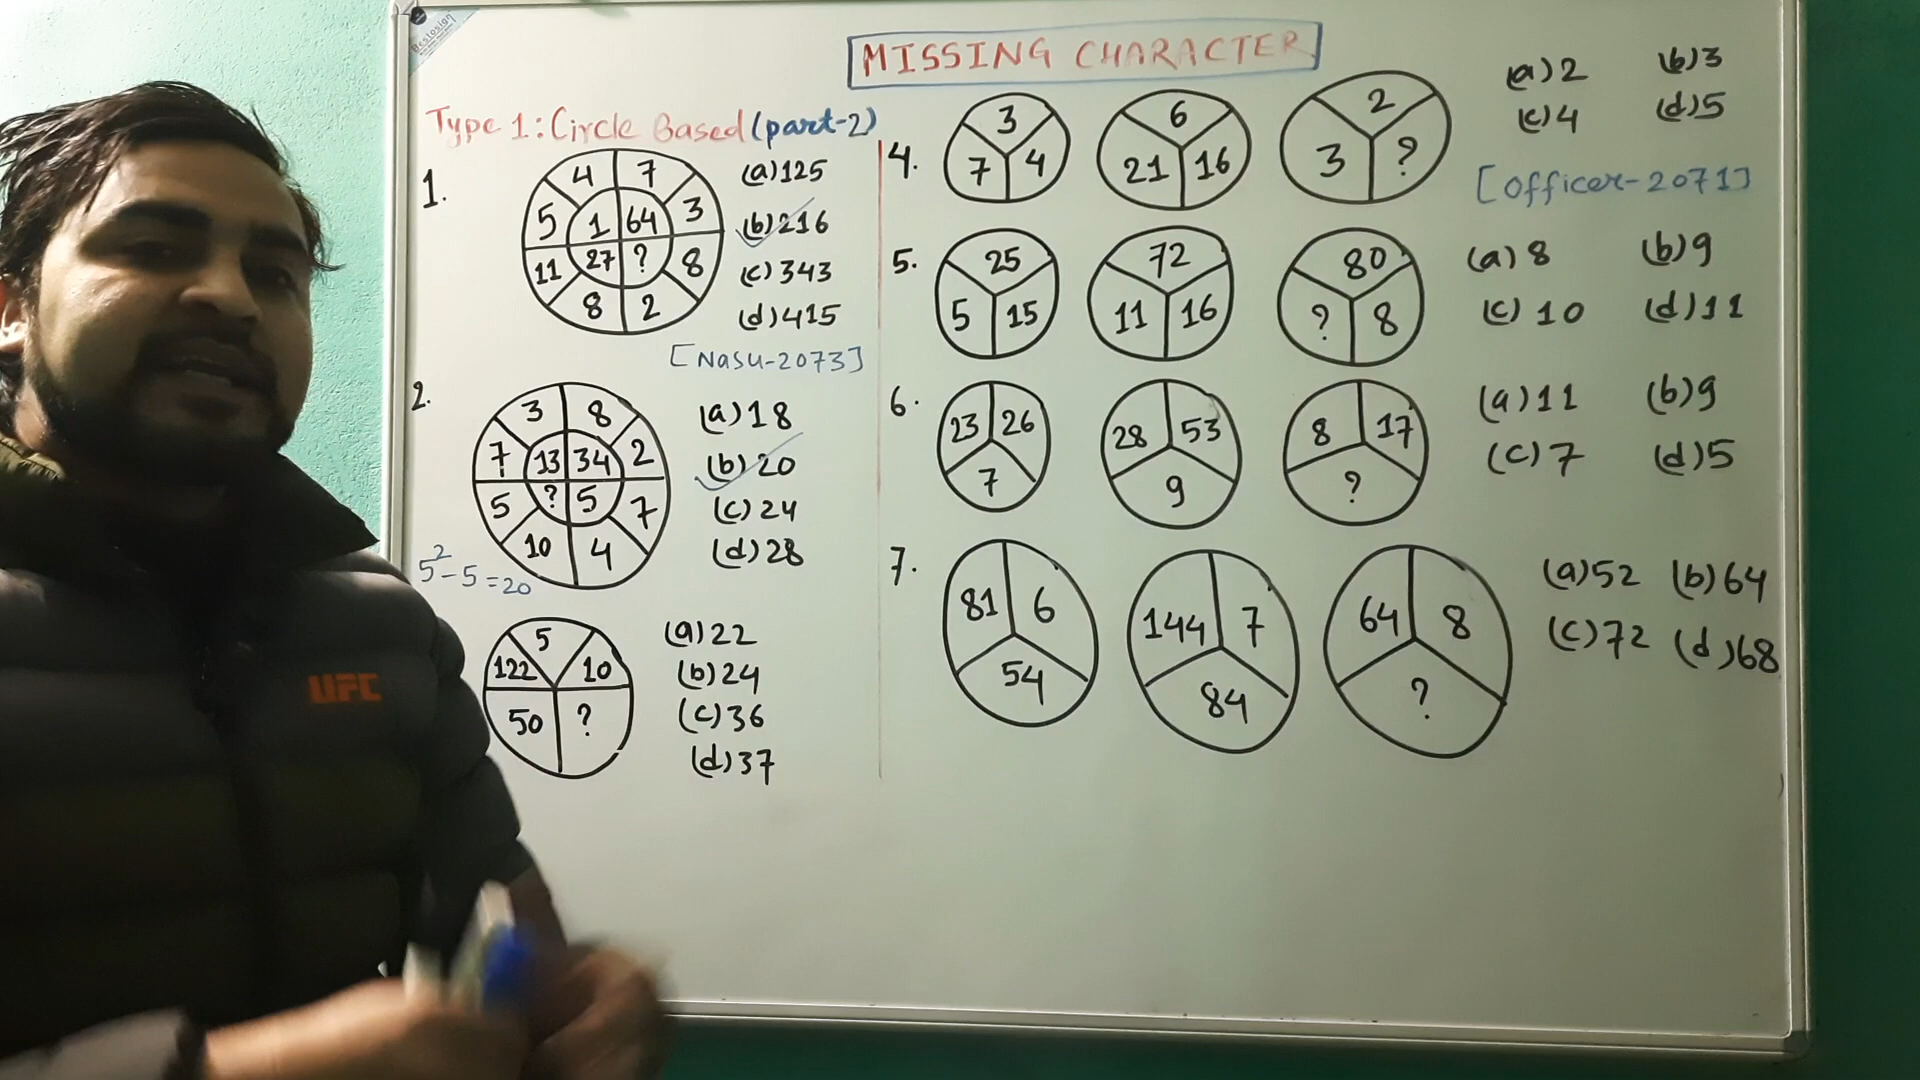 Bestosign
MISSING CHARACTER
Type 1: Circle Based (part-2)
1.
4 7
5 1 64 3
11 27 ? 8
8 2
(a) 125
(b) 216
(c) 343
(d) 415
[Nasu-2073]
2.
3 8
7 13 34 2
5 ? 5 7
10 4
(a) 18
(b) 20
(c) 24
(d) 28
5²-5=20
5
122 10
50 ?
(a) 22
(b) 24
(c) 36
(d) 37
4.
3 6 2
7 4 21 16 3 ?
(a) 2 (b) 3
(c) 4 (d) 5
[Officer-2071]
5.
25 72 80
5 15 11 16 ? 8
(a) 8 (b) 9
(c) 10 (d) 11
6.
23 26 28 53 8 17
7 9 ?
(a) 11 (b) 9
(c) 7 (d) 5
7.
81 6 144 7 64 8
54 84 ?
(a) 52 (b) 64
(c) 72 (d) 68
UFC